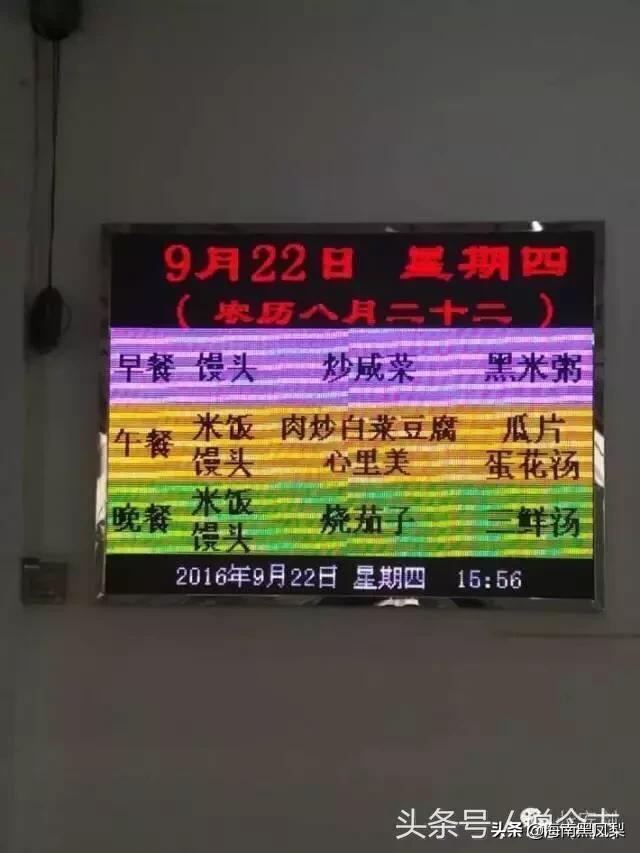 9月22日 星期四
（农历八月二十二）
早餐 馒头 炒咸菜 黑米粥
午餐 米饭 肉炒白菜豆腐 瓜片
馒头 心里美 蛋花汤
晚餐 米饭 烧茄子 三鲜汤
馒头
2016年9月22日 星期四 15:56
头条号
头条 @海南黑凤梨